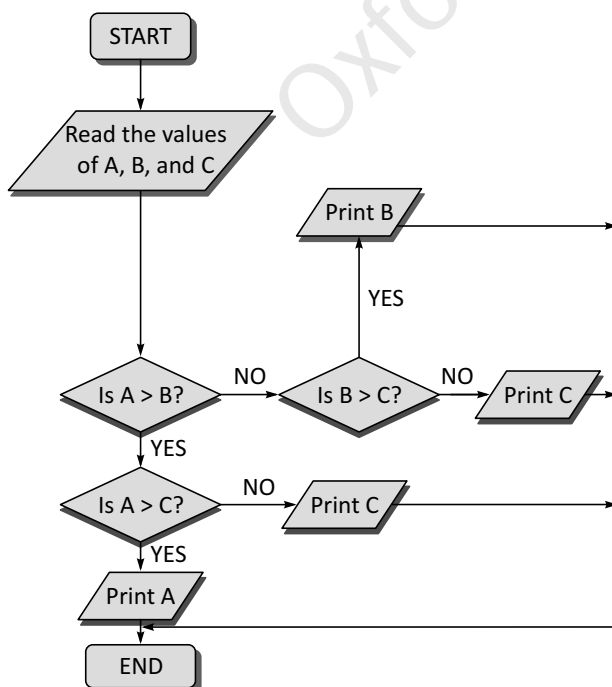 Oxfo
START
Read the values
of A, B, and C
Print B
YES
Is A > B?
NO
Is B > C?
NO
Print C
YES
Is A > C?
NO
Print C
YES
Print A
END